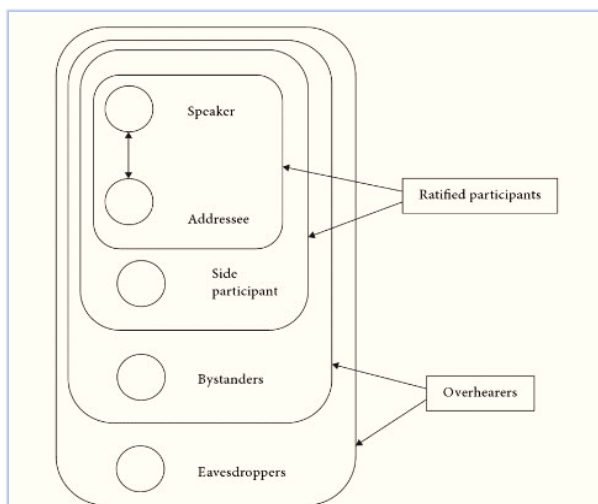 Speaker
Addressee
Ratified participants
Side
participant
Bystanders
Overhearers
Eavesdroppers